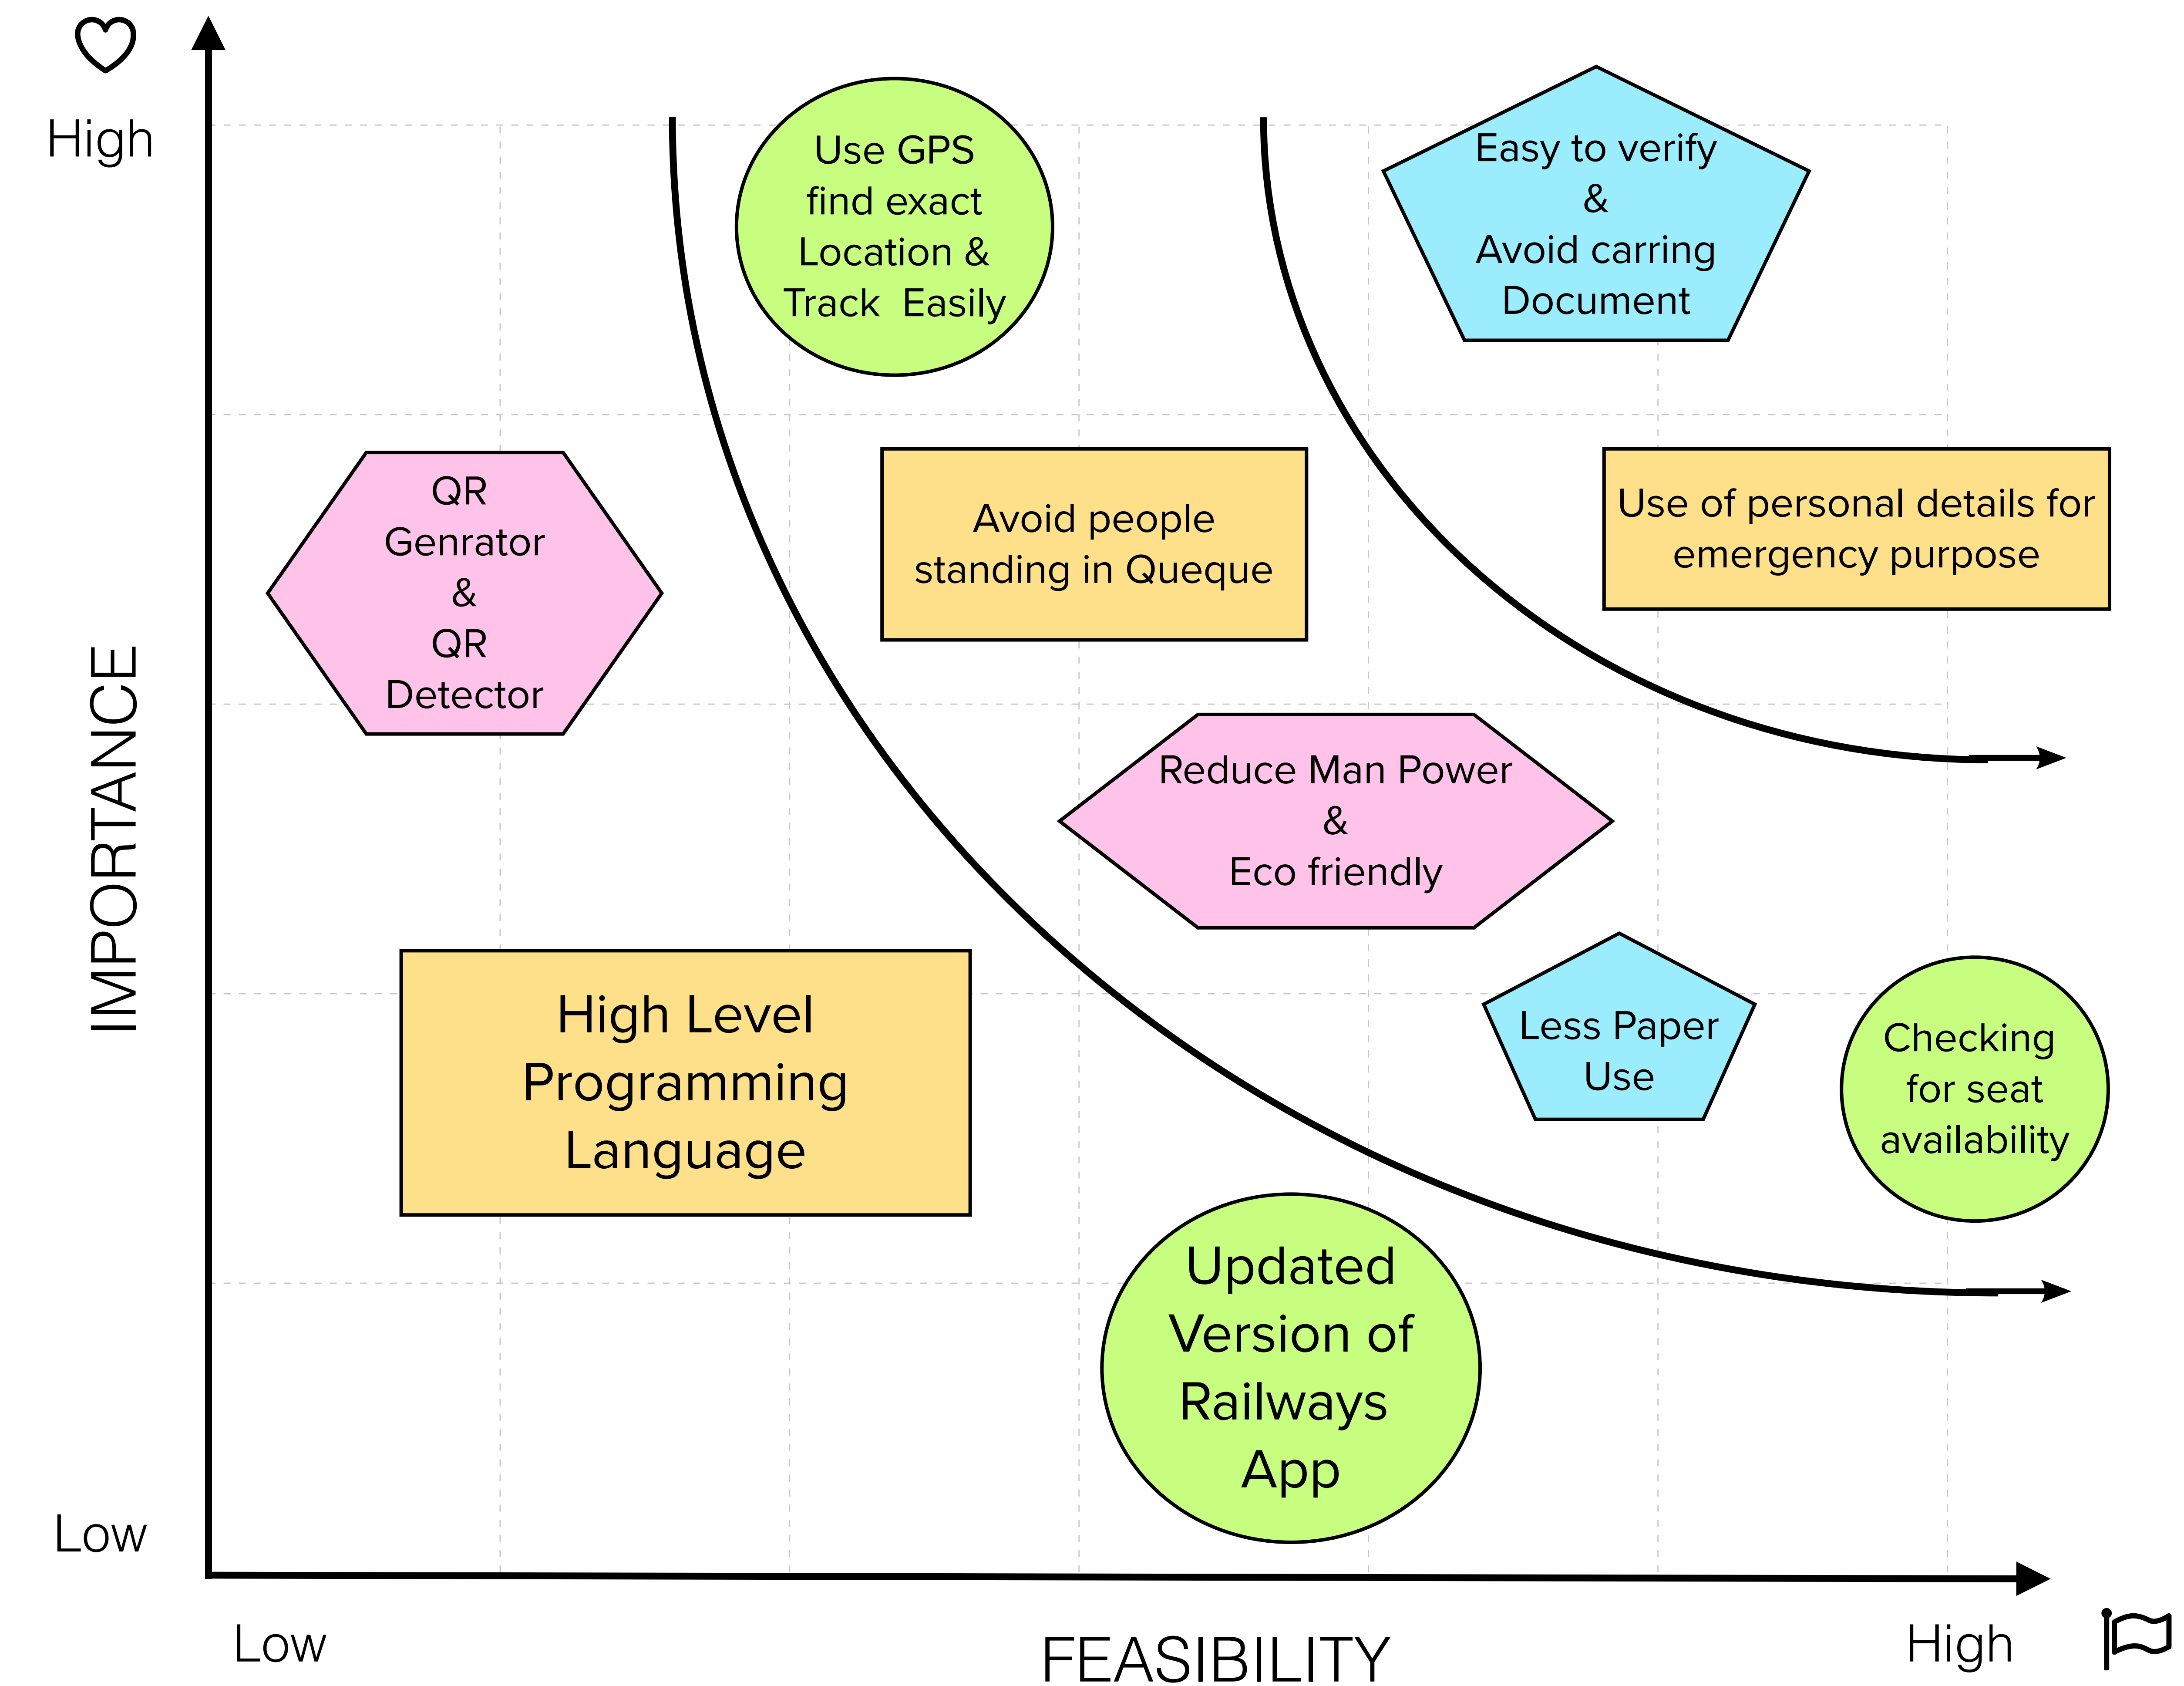 High
Use GPS
find exact
Location &
Track Easily
Easy to verify
&
Avoid carring
Document
QR
Genrator
&
QR
Detector
Avoid people
standing in Queque
Use of personal details for
emergency purpose
IMPORTANCE
Reduce Man Power
&
Eco friendly
High Level
Programming
Language
Less Paper
Use
Checking
for seat
availability
Updated
Version of
Railways
App
Low
Low
FEASIBILITY
High